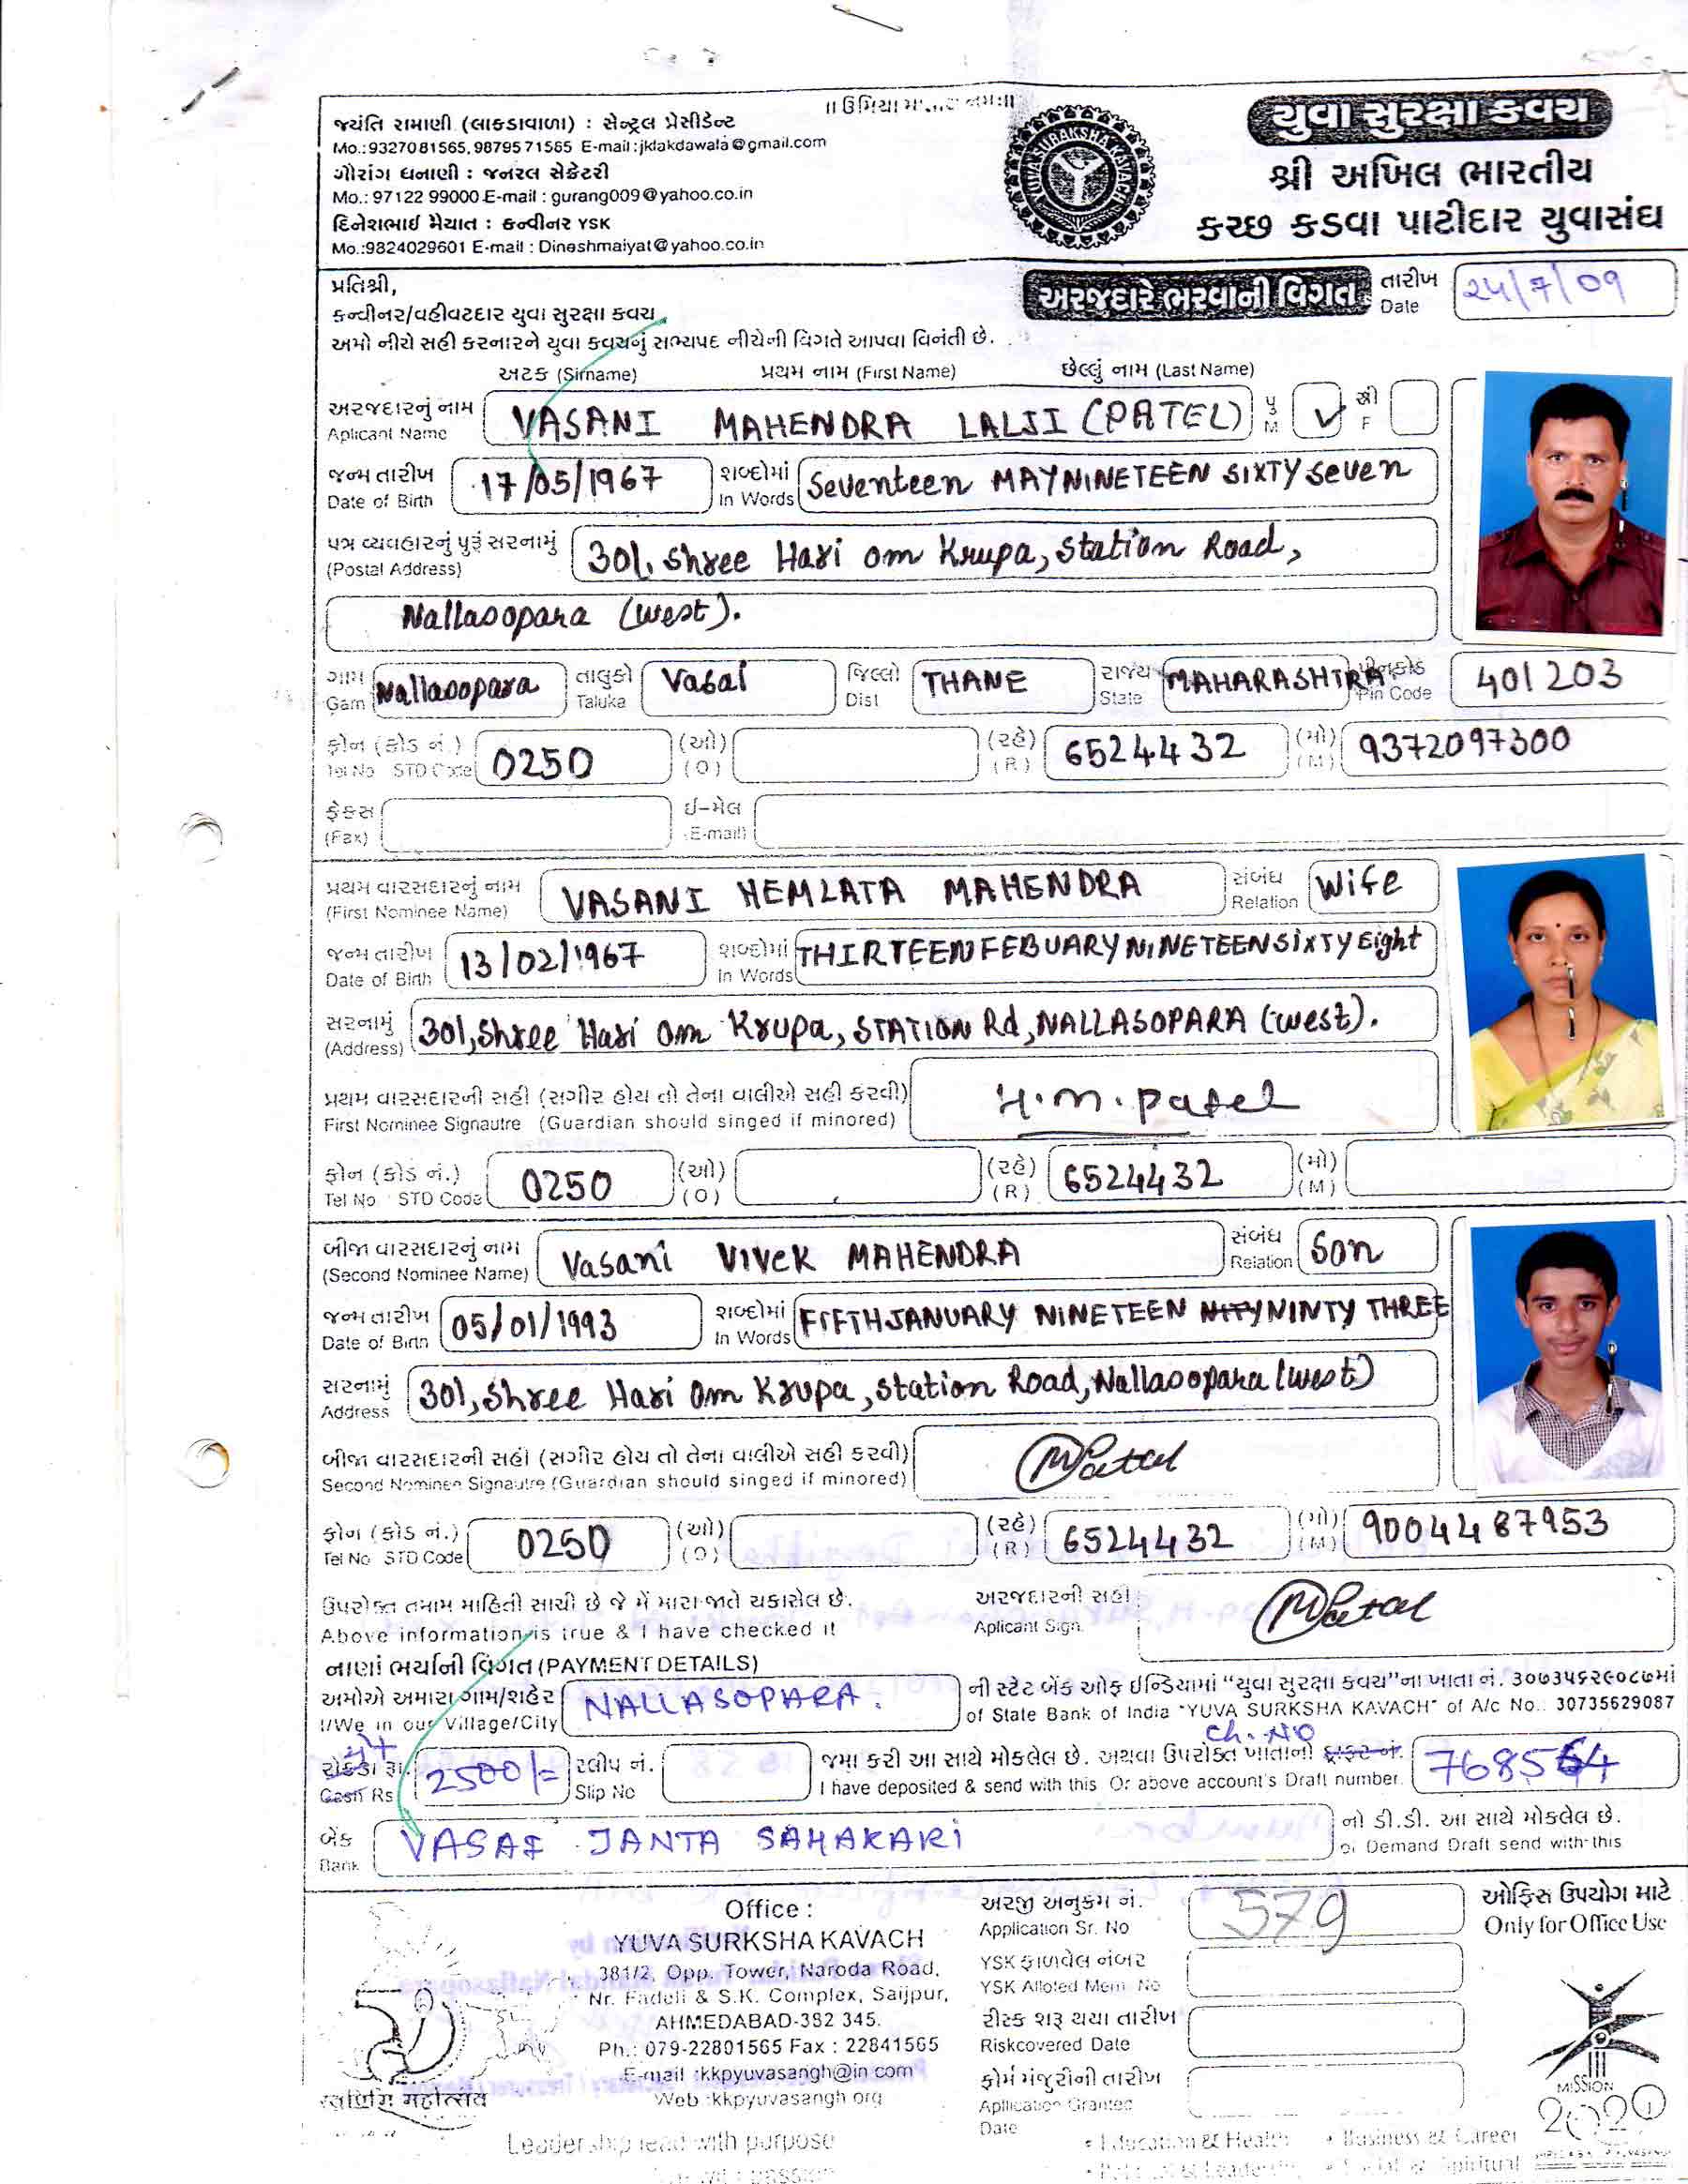 ॥ ઉમિયા
જયંતિ રામાણી (લાકડાવાળા) : સેન્ટ્રલ પ્રેસીડેન્ટ
Mo.:9327081565,9879571565 E-mail:jklakdawala@gmail.com
ગૌરાંગ ધનાણી : જનરલ સેક્રેટરી
Mo.: 97122 99000 E-mail : gurang009@yahoo.co.in
દિનેશભાઈ મૈયાત : કન્વીનર YSK
Mo.:9824029601 E-mail : Dineshmaiyat@yahoo.co.in
YUVA SURAKSHA KAVACH
યુવા સુરક્ષા કવચ
શ્રી અખિલ ભારતીય
કચ્છ કડવા પાટીદાર યુવાસંઘ
પ્રતિશ્રી,
કન્વીનર/વહીવટદાર યુવા સુરક્ષા કવચ
અરજદારે ભરવાની વિગત
તારીખ
Date 24/7/09
અમો નીચે સહી કરનારને યુવા કવચનું સભ્યપદ નીચેની વિગતે આપવા વિનંતી છે.
અટક (Sirname) પ્રથમ નામ (First Name) છેલ્લું નામ (Last Name)
અરજદારનું નામ VASANI MAHENDRA LALJI (PATEL) પુ ✓ સ્ત્રી
Aplicant Name M F
જન્મ તારીખ 17/05/1967 શબ્દોમાં Seventeen MAY NINETEEN SIXTY Seven
Date of Birth In Words
પત્ર વ્યવહારનું પુરૂં સરનામું 301, Shree Hari om Krupa, Station Road,
(Postal Address)
Nallasopara (west).
ગામ Nallasopara તાલુકો Vasai જિલ્લો THANE રાજ્ય MAHARASHTRA પીનકોડ 401203
Gam Taluka Dist State Pin Code
ફોન (કોડ નં.) 0250 (ઓ) (રહે) 6524432 (મો) 9372097300
Tel No STD Code (O) (R) (M)
ફેકસ ઈ-મેલ
(Fax) E-mail)
પ્રથમ વારસદારનું નામ VASANI HEMLATA MAHENDRA સંબંધ Wife
(First Nominee Name) Relation
જન્મ તારીખ 13/02/1967 શબ્દોમાં THIRTEEN FEBUARY NINETEEN SIXTY Eight
Date of Birth In Words
સરનામું 301, Shree Hari Om Krupa, STATION Rd, NALLASOPARA (west).
(Address)
પ્રથમ વારસદારની સહી (સગીર હોય તો તેના વાલીએ સહી કરવી) H.M.Patel
First Nominee Signautre (Guardian should singed if minored)
ફોન (કોડ નં.) 0250 (ઓ) (રહે) 6524432 (મો)
Tel No STD Code (O) (R) (M)
બીજા વારસદારનું નામ Vasani VIVEK MAHENDRA સંબંધ Son
(Second Nominee Name) Relation
જન્મ તારીખ 05/01/1993 શબ્દોમાં FIFTH JANUARY NINETEEN NINTY THREE
Date of Birth In Words
સરનામું 301, Shree Hari Om Krupa, Station Road, Nallasopara (west)
Address
બીજા વારસદારની સહી (સગીર હોય તો તેના વાલીએ સહી કરવી) MPatel
Second Nominee Signautre (Guardian should singed if minored)
ફોન (કોડ નં.) 0250 (ઓ) (રહે) 6524432 (મો) 9004487953
Tel No STD Code (O) (R) (M)
ઉપરોક્ત તમામ માહિતી સાચી છે જે મેં મારા જાતે ચકાસેલ છે. અરજદારની સહી MPatel
Above information is true & I have checked it Aplicant Sign.
નાણાં ભર્યાની વિગત (PAYMENT DETAILS)
અમોએ અમારા ગામ/શહેર NALLASOPARA. ની સ્ટેટ બેંક ઓફ ઈન્ડિયામાં "યુવા સુરક્ષા કવચ"ના ખાતા નં. ૩૦૭૩૫૬૨૯૦૮૭માં
I/We in our Village/City of State Bank of India "YUVA SURKSHA KAVACH" of A/c No.: 30735629087
ch. NO
રોકડા રૂા. 2500/= સ્લીપ નં. જમા કરી આ સાથે મોકલેલ છે. અથવા ઉપરોક્ત ખાતાનો ડ્રાફ્ટ નં. 768564
Cash Rs Slip No I have deposited & send with this Or above account's Draft number.
બેંક VASAI JANTA SAHAKARI નો ડી.ડી. આ સાથે મોકલેલ છે.
Bank or Demand Draft send with this
Office :
YUVA SURKSHA KAVACH
381/2, Opp. Tower, Naroda Road,
Nr. Fadeli & S.K. Complex, Saijpur,
AHMEDABAD-382 345.
Ph.: 079-22801565 Fax : 22841565
E-mail :kkpyuvasangh@in.com
Web :kkpyuvasangh.org
અરજી અનુક્રમ નં. 579
Application Sr. No
YSK ફાળવેલ નંબર
YSK Alloted Mem. No
રીસ્ક શરૂ થયા તારીખ
Riskcovered Date
ફોર્મ મંજુરીની તારીખ
Apllication Granted
Date
ઓફિસ ઉપયોગ માટે
Only for Office Use
महोत्सव
MISSION
2020
Leadership lead with purpose
• Education & Health • Business & Career